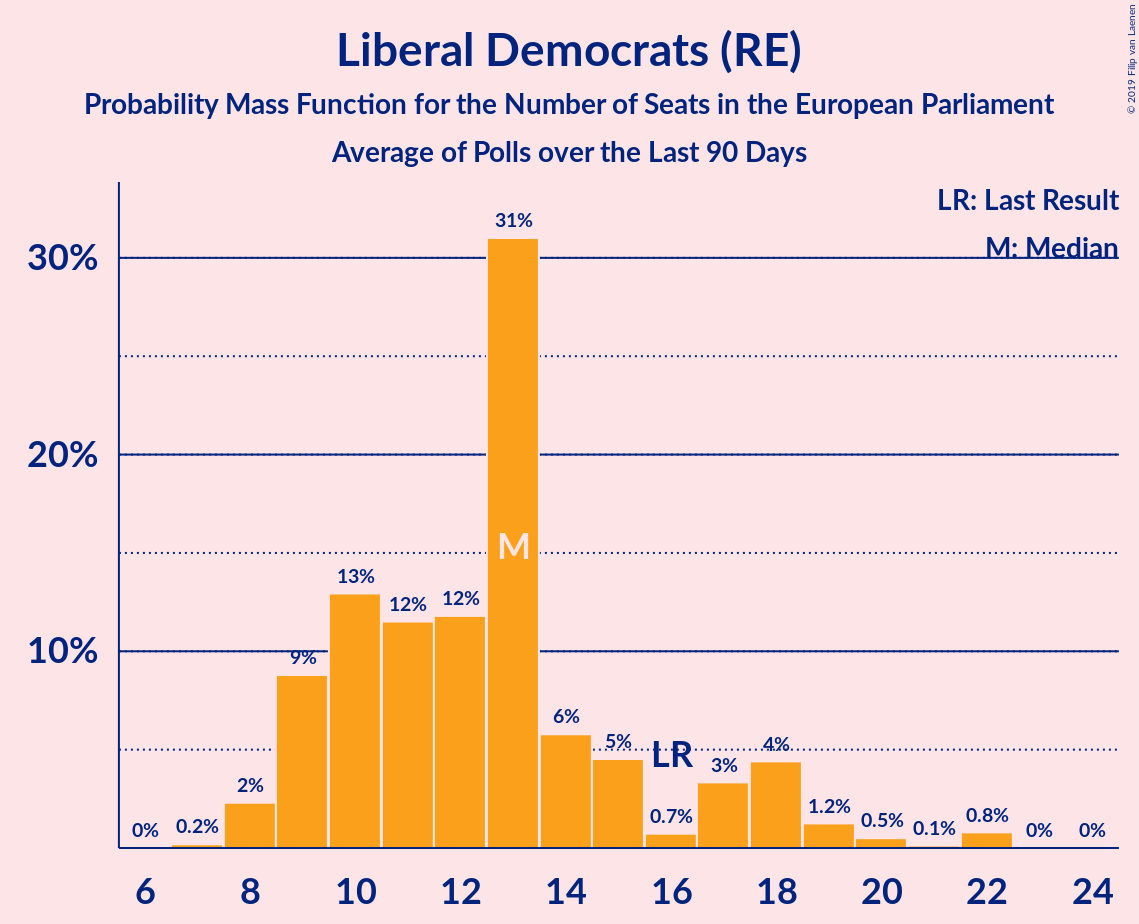 Liberal Democrats (RE)
Probability Mass Function for the Number of Seats in the European Parliament
Average of Polls over the Last 90 Days
© 2019 Filip van Laenen
LR: Last Result
M: Median
30%
20%
10%
0%
0.2%
2%
9%
13%
12%
12%
31%
M
6%
5%
LR
0.7%
3%
4%
1.2%
0.5%
0.1%
0.8%
0%
0%
6 8 10 12 14 16 18 20 22 24